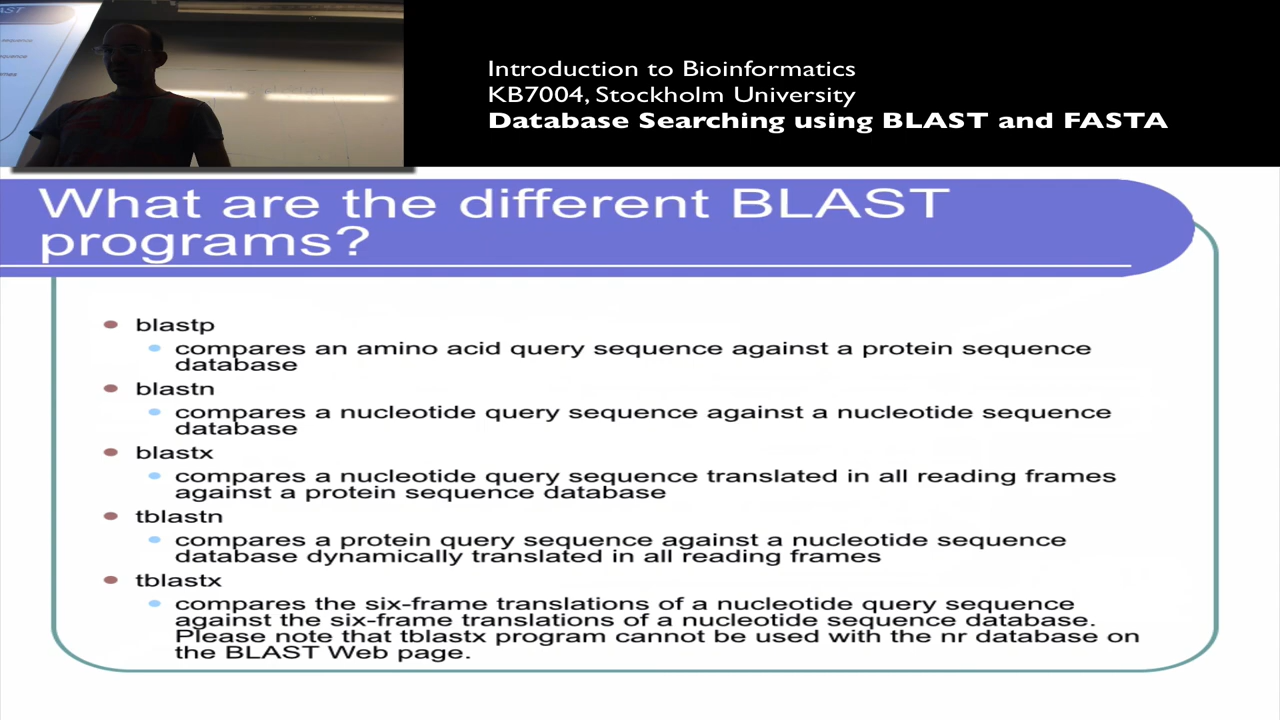 AST
Introduction to Bioinformatics
KB7004, Stockholm University
Database Searching using BLAST and FASTA
What are the different BLAST
programs?
blastp
compares an amino acid query sequence against a protein sequence
database
blastn
compares a nucleotide query sequence against a nucleotide sequence
database
blastx
compares a nucleotide query sequence translated in all reading frames
against a protein sequence database
tblastn
compares a protein query sequence against a nucleotide sequence
database dynamically translated in all reading frames
tblastx
compares the six-frame translations of a nucleotide query sequence
against the six-frame translations of a nucleotide sequence database.
Please note that tblastx program cannot be used with the nr database on
the BLAST Web page.